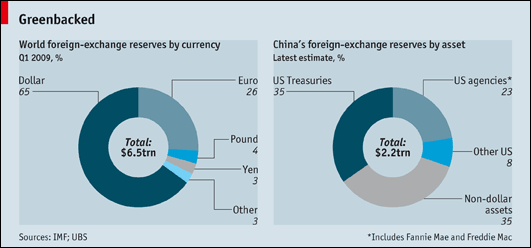 Greenbacked
World foreign-exchange reserves by currency
Q1 2009, %
Dollar
65
Euro
26
Pound
4
Yen
3
Other
3
Total:
$6.5trn
China's foreign-exchange reserves by asset
Latest estimate, %
US Treasuries
35
US agencies*
23
Other US
8
Non-dollar
assets
35
Total:
$2.2trn
Sources: IMF; UBS
*Includes Fannie Mae and Freddie Mac